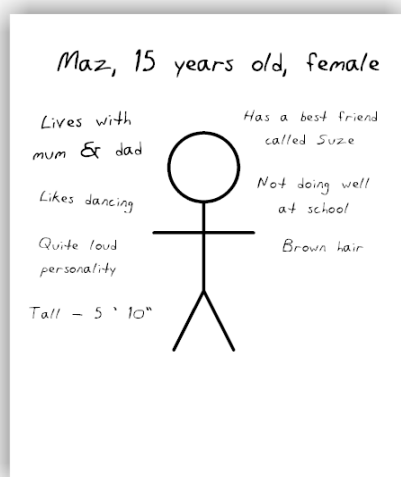 Maz, 15 years old, female
Lives with
mum & dad
Likes dancing
Quite loud
personality
Tall - 5 ' 10"
Has a best friend
called Suze
Not doing well
at school
Brown hair